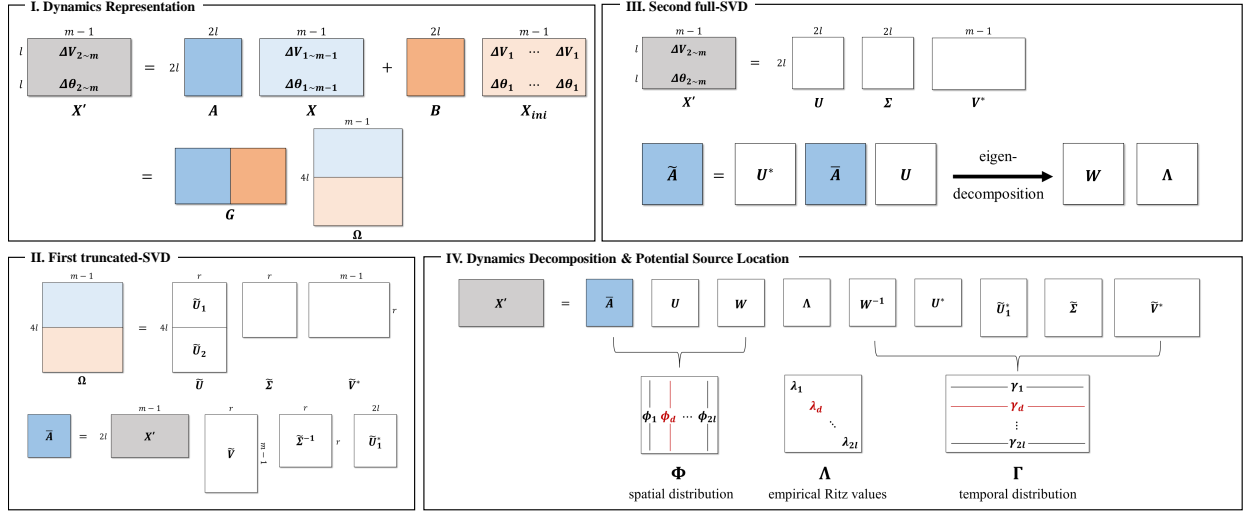 I. Dynamics Representation
m − 1
2l
m − 1
2l
m − 1
l ΔV₂~m = 2l ΔV₁~m−1 + ΔV₁ ⋯ ΔV₁
l Δθ₂~m Δθ₁~m−1 Δθ₁ ⋯ Δθ₁
X′ A X B X_ini
m − 1
= 4l
G
Ω
II. First truncated-SVD
m − 1 r r m − 1
4l = 4l Ũ₁ r
Ũ₂
Ω Ũ Σ̃ Ṽ*
m − 1 r r 2l
Ā = 2l X′ Ṽ m − 1 Σ̃⁻¹ r Ũ₁*
III. Second full-SVD
m − 1 2l 2l m − 1
l ΔV₂~m = 2l
l Δθ₂~m
X′ U Σ V*
Ã = U* Ā U eigen-
decomposition
W Λ
IV. Dynamics Decomposition & Potential Source Location
X′ = Ā U W Λ W⁻¹ U* Ũ₁* Σ̃ Ṽ*
ϕ₁ ϕd ⋯ ϕ₂l
λ₁
λd
⋱
λ₂l
γ₁
γd
⋮
γ₂l
Φ Λ Γ
spatial distribution empirical Ritz values temporal distribution